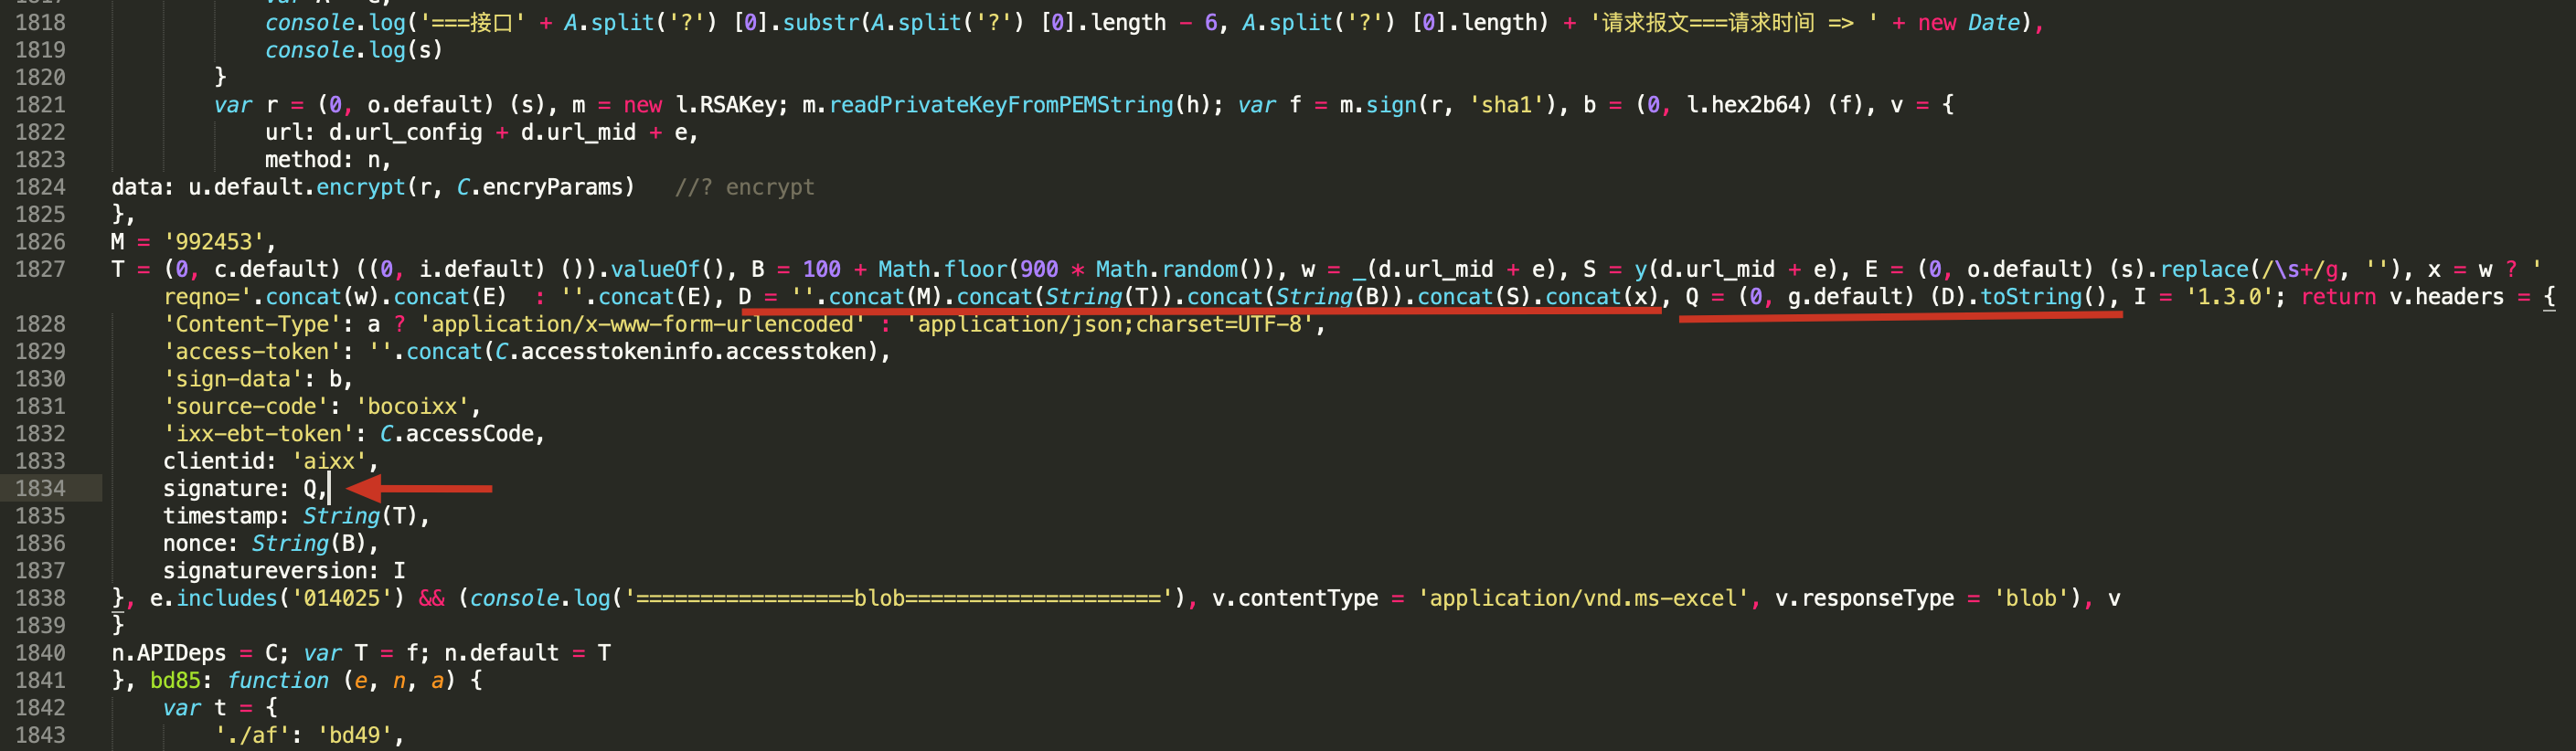 1817 var A = e,
1818 console.log('===接口' + A.split('?') [0].substr(A.split('?') [0].length - 6, A.split('?') [0].length) + '请求报文===请求时间 => ' + new Date),
1819 console.log(s)
1820 }
1821 var r = (0, o.default) (s), m = new l.RSAKey; m.readPrivateKeyFromPEMString(h); var f = m.sign(r, 'sha1'), b = (0, l.hex2b64) (f), v = {
1822 url: d.url_config + d.url_mid + e,
1823 method: n,
1824 data: u.default.encrypt(r, C.encryParams) //? encrypt
1825 },
1826 M = '992453',
1827 T = (0, c.default) ((0, i.default) ()).valueOf(), B = 100 + Math.floor(900 * Math.random()), w = _(d.url_mid + e), S = y(d.url_mid + e), E = (0, o.default) (s).replace(/\s+/g, ''), x = w ? '
reqno='.concat(w).concat(E) : ''.concat(E), D = ''.concat(M).concat(String(T)).concat(String(B)).concat(S).concat(x), Q = (0, g.default) (D).toString(), I = '1.3.0'; return v.headers = {
1828 'Content-Type': a ? 'application/x-www-form-urlencoded' : 'application/json;charset=UTF-8',
1829 'access-token': ''.concat(C.accesstokeninfo.accesstoken),
1830 'sign-data': b,
1831 'source-code': 'bocoixx',
1832 'ixx-ebt-token': C.accessCode,
1833 clientid: 'aixx',
1834 signature: Q,
1835 timestamp: String(T),
1836 nonce: String(B),
1837 signatureversion: I
1838 }, e.includes('014025') && (console.log('=================blob===================='), v.contentType = 'application/vnd.ms-excel', v.responseType = 'blob'), v
1839 }
1840 n.APIDeps = C; var T = f; n.default = T
1841 }, bd85: function (e, n, a) {
1842 var t = {
1843 './af': 'bd49',